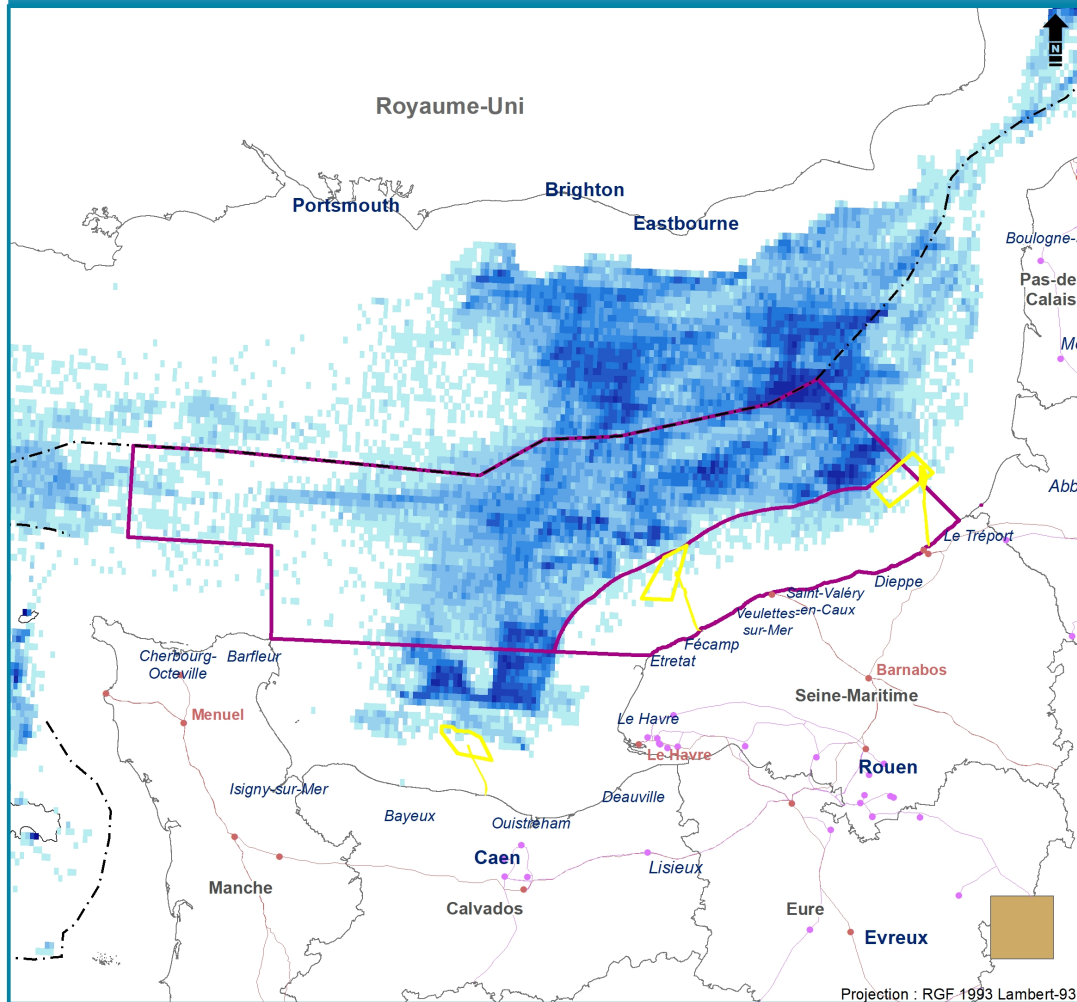 N
Royaume-Uni
Portsmouth
Brighton
Eastbourne
Boulogne-
Pas-de
Calais
Abb
Le Tréport
Dieppe
Saint-Valéry
-en-Caux
Veulettes-
sur-Mer
Fécamp
Etretat
Cherbourg-
Octeville
Barfleur
Menuel
Barnabos
Seine-Maritime
Le Havre
Le Havre
Rouen
Isigny-sur-Mer
Bayeux
Ouistreham
Deauville
Caen
Lisieux
Manche
Calvados
Eure
Evreux
Projection : RGF 1993 Lambert-93